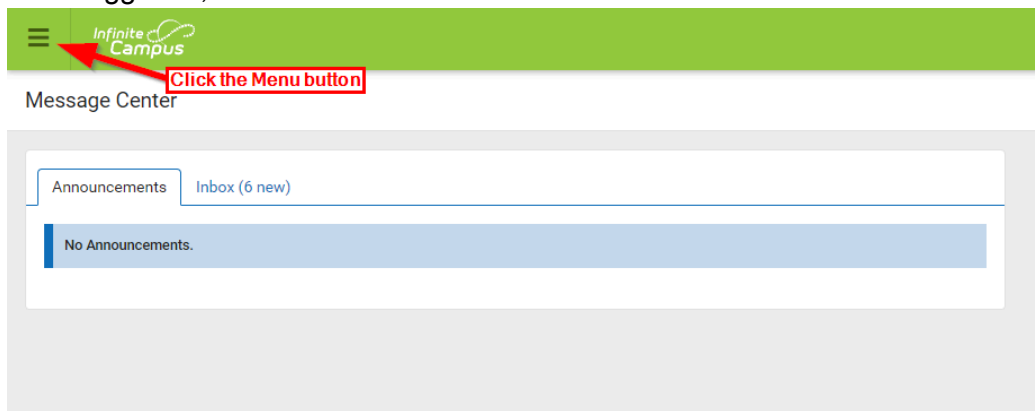 Infinite
Campus
Click the Menu button
Message Center
Announcements Inbox (6 new)
No Announcements.